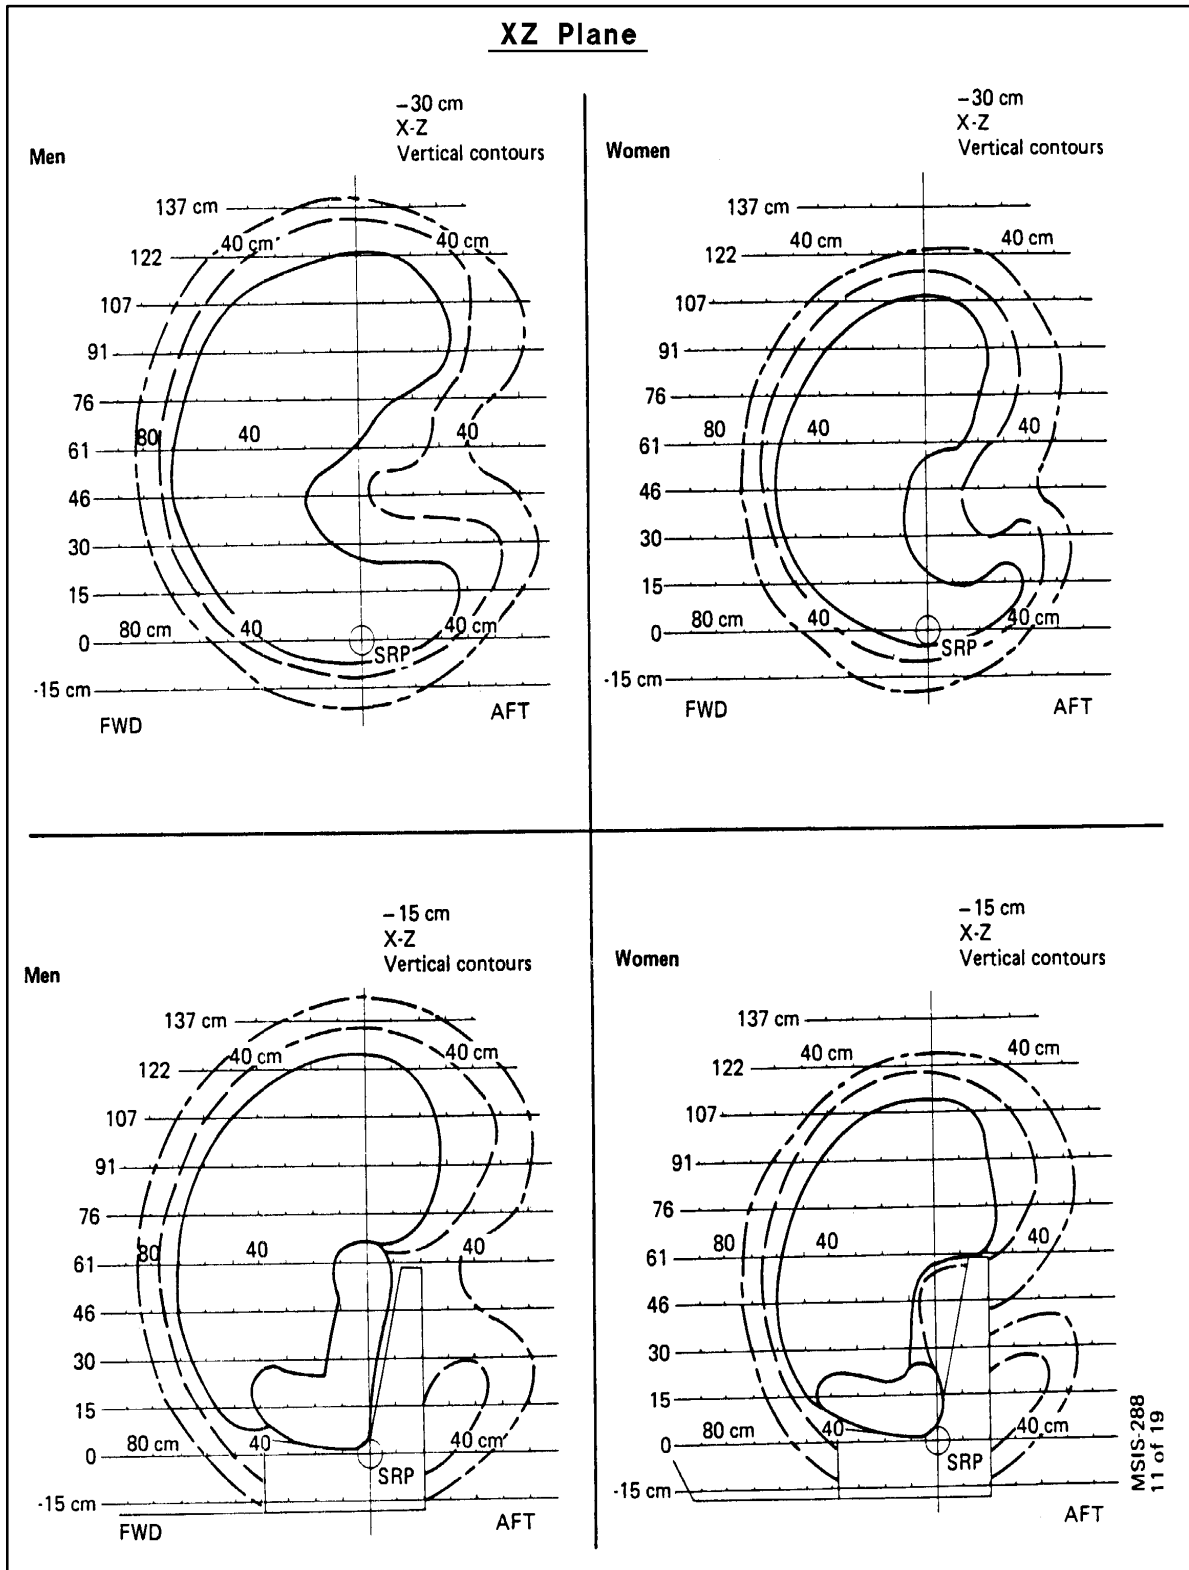 XZ Plane
Men
–30 cm
X-Z
Vertical contours
137 cm
40 cm
40 cm
122
107
91
76
80
40
40
61
46
30
15
80 cm
40
40 cm
0
SRP
-15 cm
FWD
AFT
Women
–30 cm
X-Z
Vertical contours
137 cm
40 cm
40 cm
122
107
91
76
80
40
40
61
46
30
15
80 cm
40
40 cm
0
SRP
-15 cm
FWD
AFT
Men
–15 cm
X-Z
Vertical contours
137 cm
40 cm
40 cm
122
107
91
76
80
40
40
61
46
30
15
80 cm
40
40 cm
0
SRP
-15 cm
FWD
AFT
Women
–15 cm
X-Z
Vertical contours
137 cm
40 cm
40 cm
122
107
91
76
80
40
40
61
46
30
15
80 cm
40
40 cm
0
SRP
-15 cm
AFT
MSIS-288
11 of 19